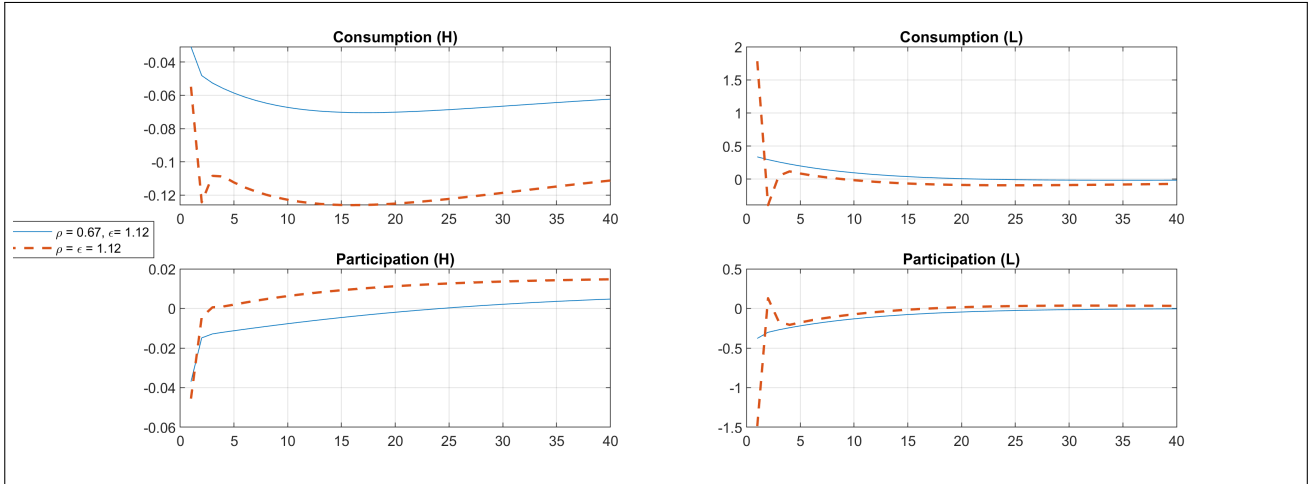 Consumption (H)
-0.04
-0.06
-0.08
-0.1
-0.12
0 5 10 15 20 25 30 35 40
Consumption (L)
2
1.5
1
0.5
0
0 5 10 15 20 25 30 35 40
ρ = 0.67, ϵ= 1.12
ρ = ϵ = 1.12
Participation (H)
0.02
0
-0.02
-0.04
-0.06
0 5 10 15 20 25 30 35 40
Participation (L)
0.5
0
-0.5
-1
-1.5
0 5 10 15 20 25 30 35 40